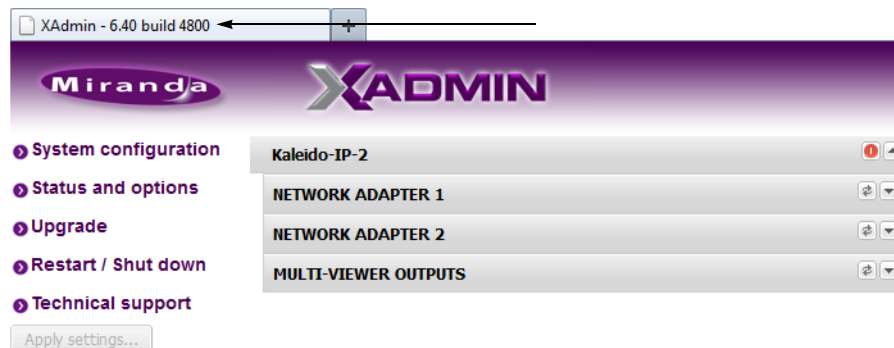 XAdmin - 6.40 build 4800
+
Miranda
XADMIN
System configuration
Status and options
Upgrade
Restart / Shut down
Technical support
Apply settings...
Kaleido-IP-2
NETWORK ADAPTER 1
NETWORK ADAPTER 2
MULTI-VIEWER OUTPUTS